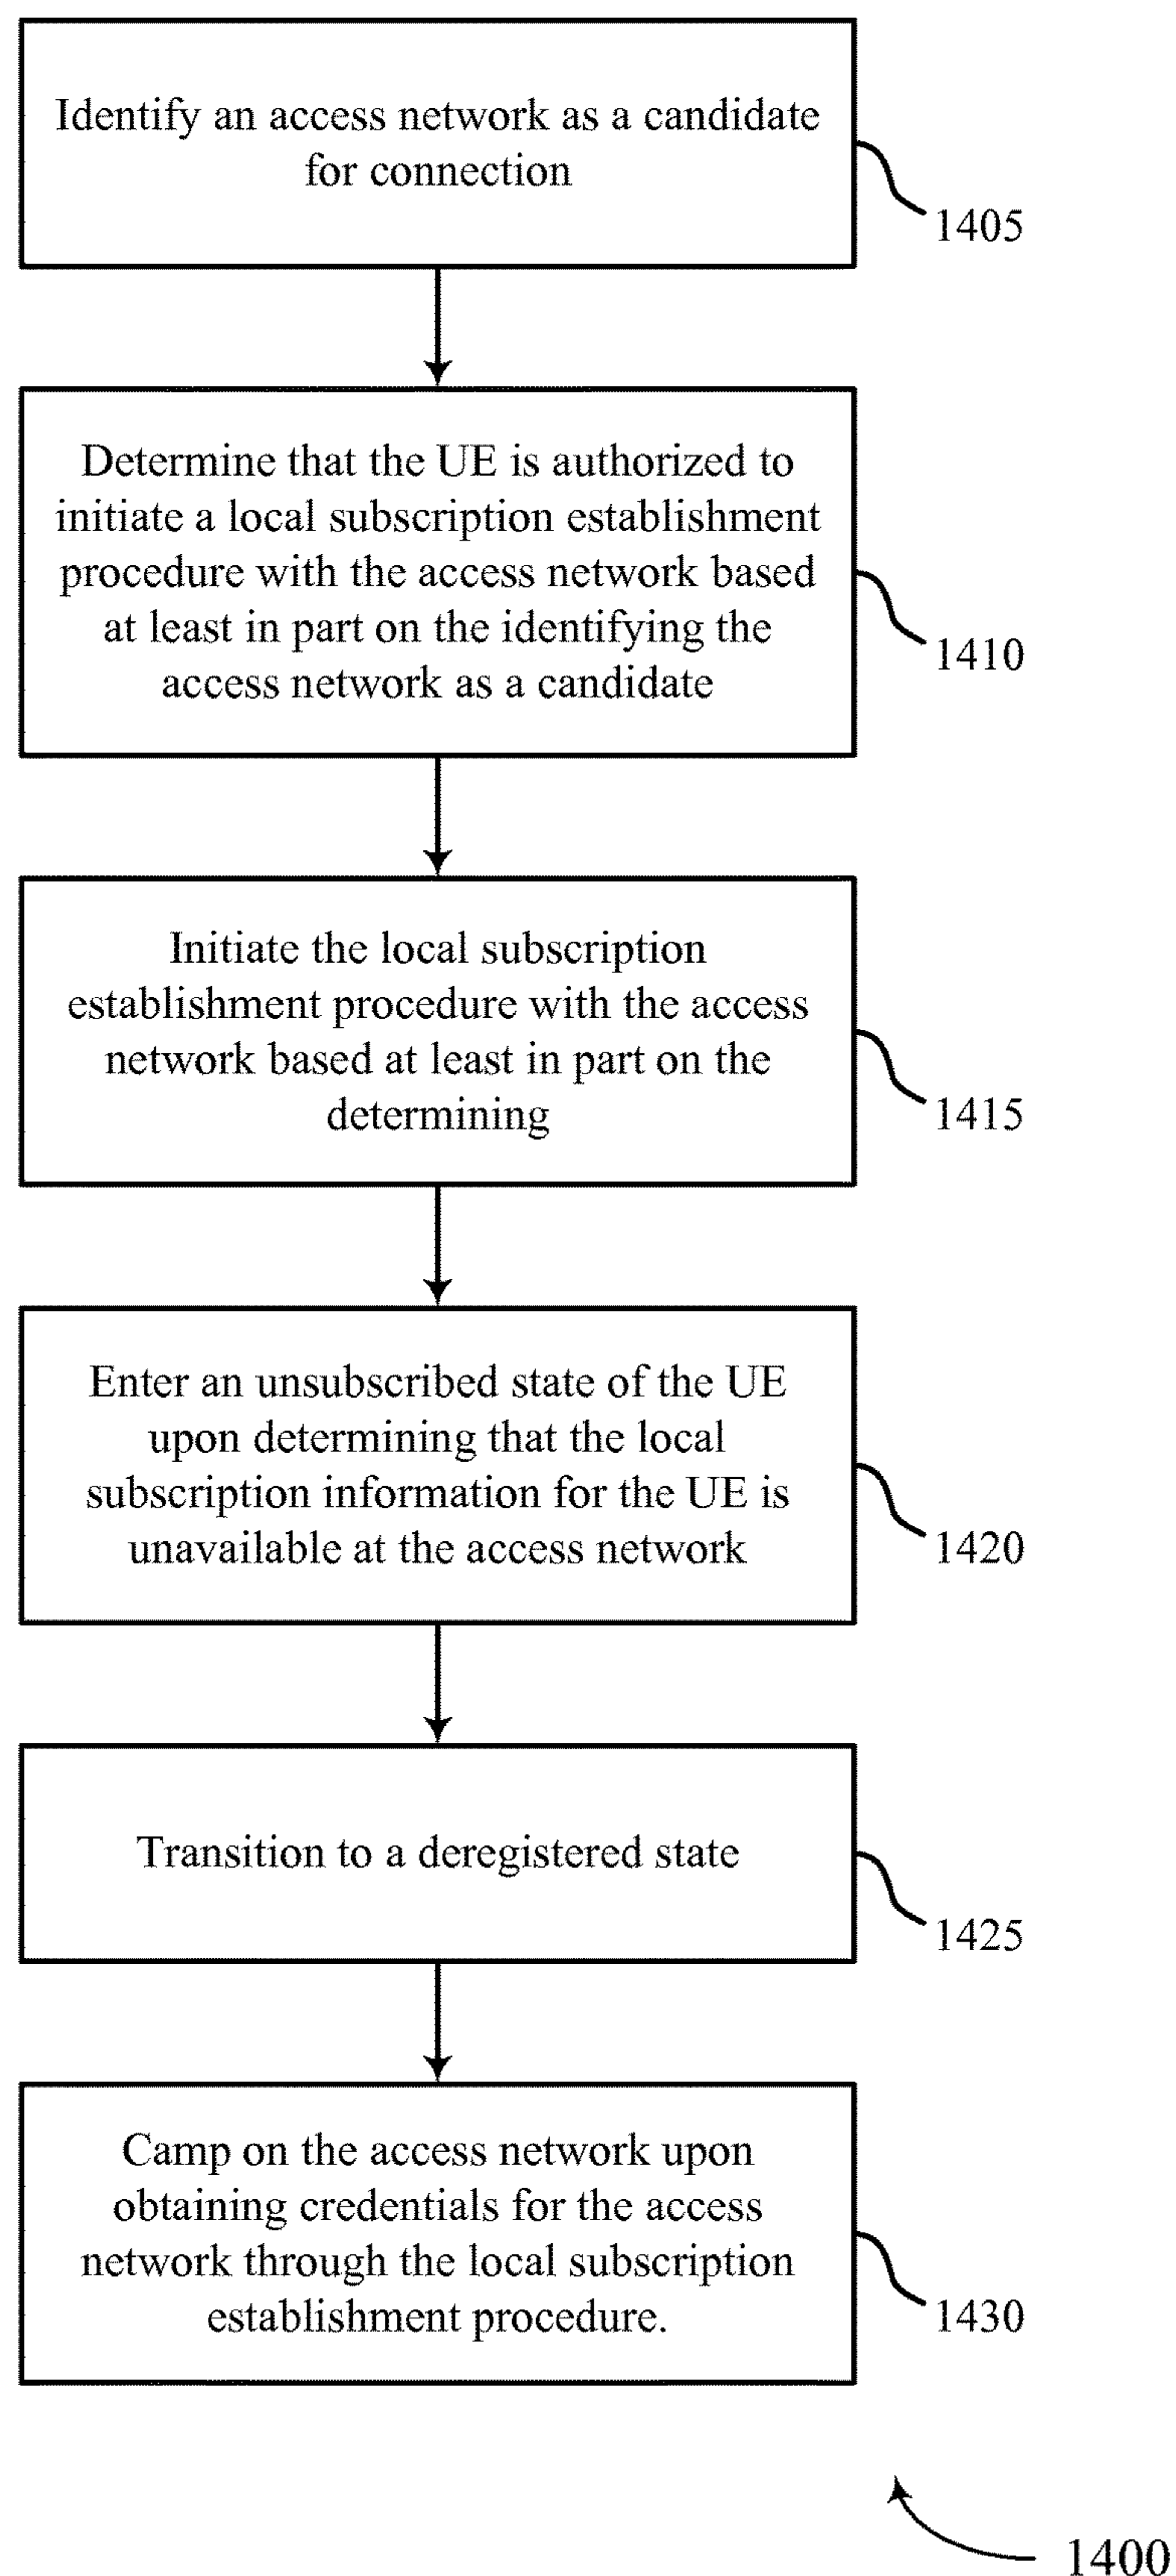 Identify an access network as a candidate
for connection
1405
Determine that the UE is authorized to
initiate a local subscription establishment
procedure with the access network based
at least in part on the identifying the
access network as a candidate
1410
Initiate the local subscription
establishment procedure with the access
network based at least in part on the
determining
1415
Enter an unsubscribed state of the UE
upon determining that the local
subscription information for the UE is
unavailable at the access network
1420
Transition to a deregistered state
1425
Camp on the access network upon
obtaining credentials for the access
network through the local subscription
establishment procedure.
1430
1400